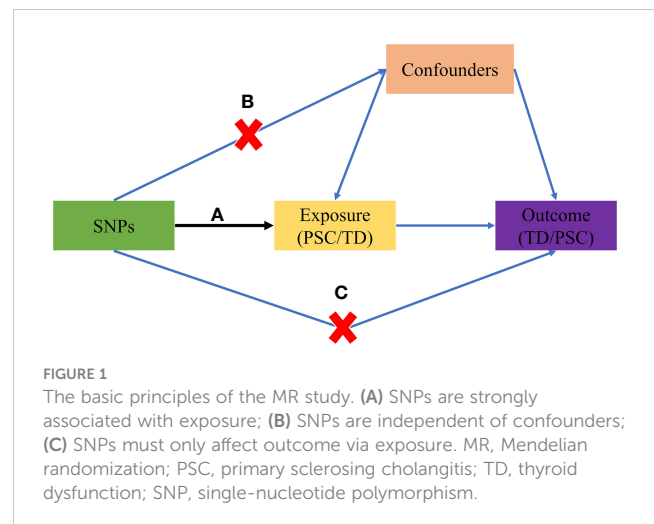 Confounders
B
A
SNPs
Exposure
(PSC/TD)
Outcome
(TD/PSC)
C
FIGURE 1
The basic principles of the MR study. (A) SNPs are strongly
associated with exposure; (B) SNPs are independent of confounders;
(C) SNPs must only affect outcome via exposure. MR, Mendelian
randomization; PSC, primary sclerosing cholangitis; TD, thyroid
dysfunction; SNP, single-nucleotide polymorphism.